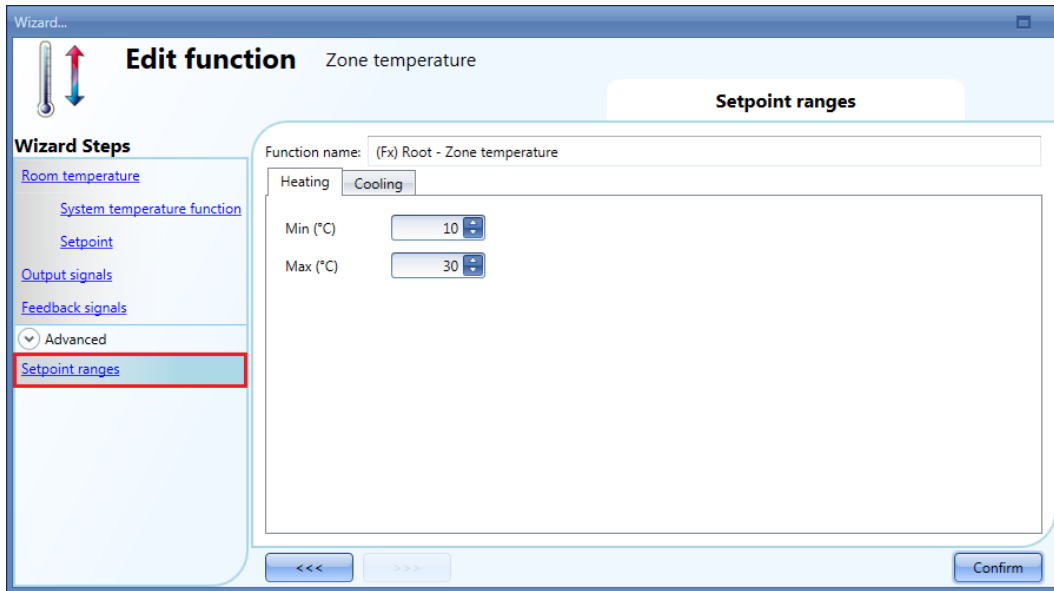 Wizard...
Edit function Zone temperature
Setpoint ranges
Wizard Steps
Room temperature
System temperature function
Setpoint
Output signals
Feedback signals
Advanced
Setpoint ranges
Function name: (Fx) Root - Zone temperature
Heating Cooling
Min (°C) 10
Max (°C) 30
<<< >>> Confirm